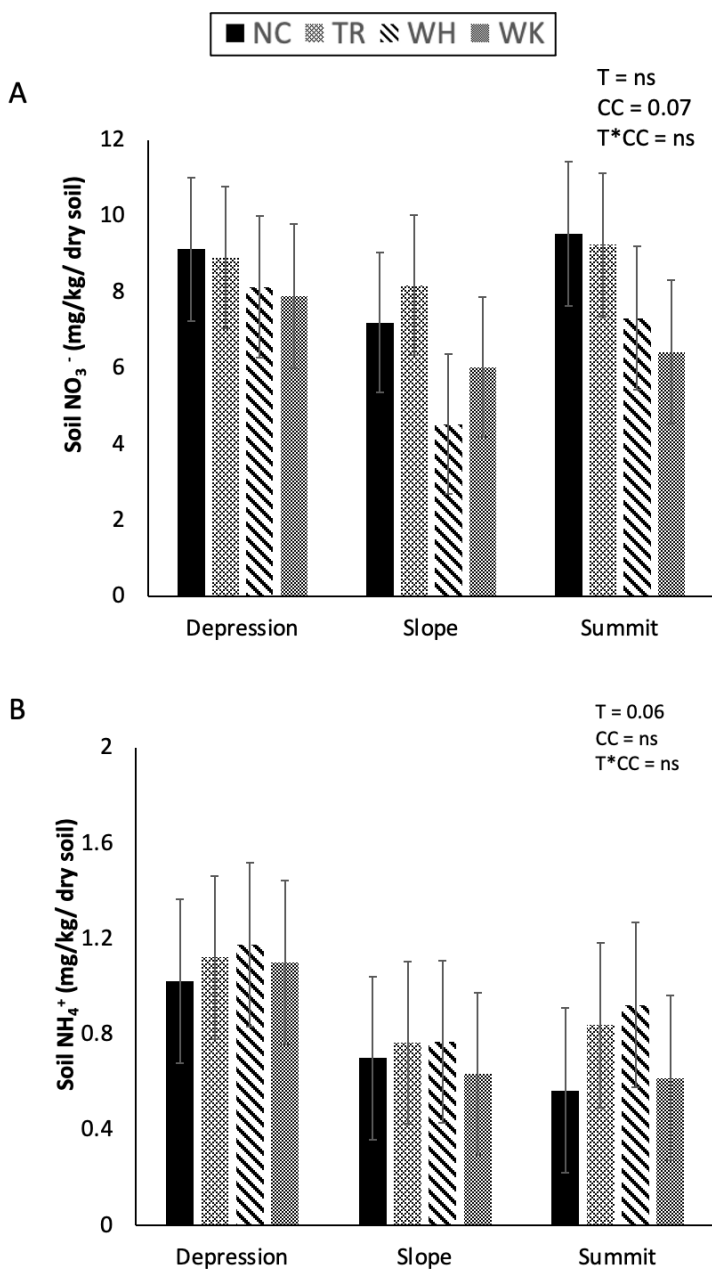 NC TR WH WK
A
T = ns
CC = 0.07
T*CC = ns
12
10
8
6
4
2
0
Soil NO₃⁻ (mg/kg/ dry soil)
Depression Slope Summit
B
T = 0.06
CC = ns
T*CC = ns
2
1.6
1.2
0.8
0.4
0
Soil NH₄⁺ (mg/kg/ dry soil)
Depression Slope Summit